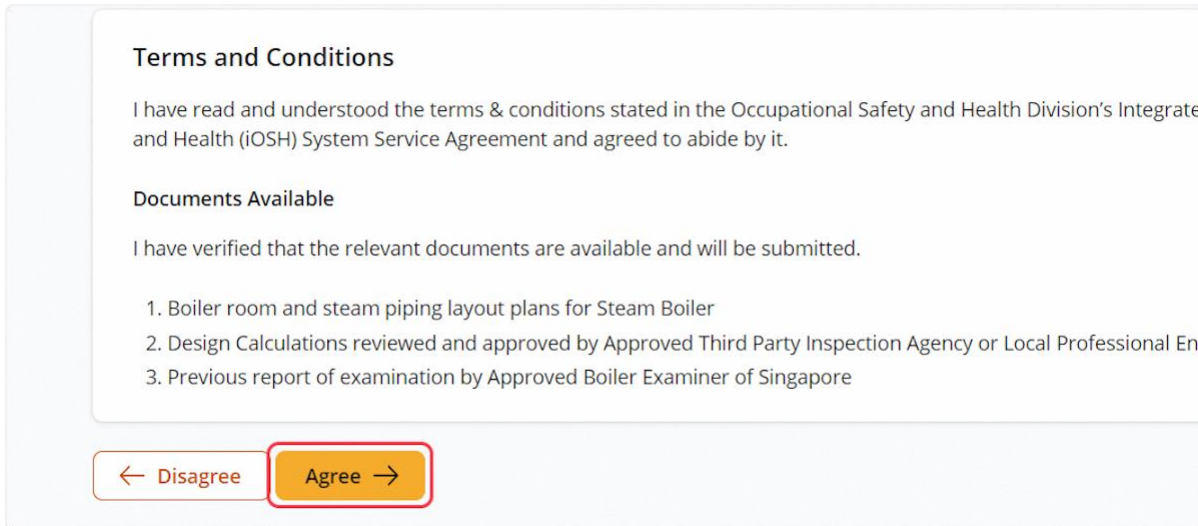 Terms and Conditions
I have read and understood the terms & conditions stated in the Occupational Safety and Health Division's Integrate
and Health (iOSH) System Service Agreement and agreed to abide by it.
Documents Available
I have verified that the relevant documents are available and will be submitted.
1. Boiler room and steam piping layout plans for Steam Boiler
2. Design Calculations reviewed and approved by Approved Third Party Inspection Agency or Local Professional En
3. Previous report of examination by Approved Boiler Examiner of Singapore
← Disagree Agree →